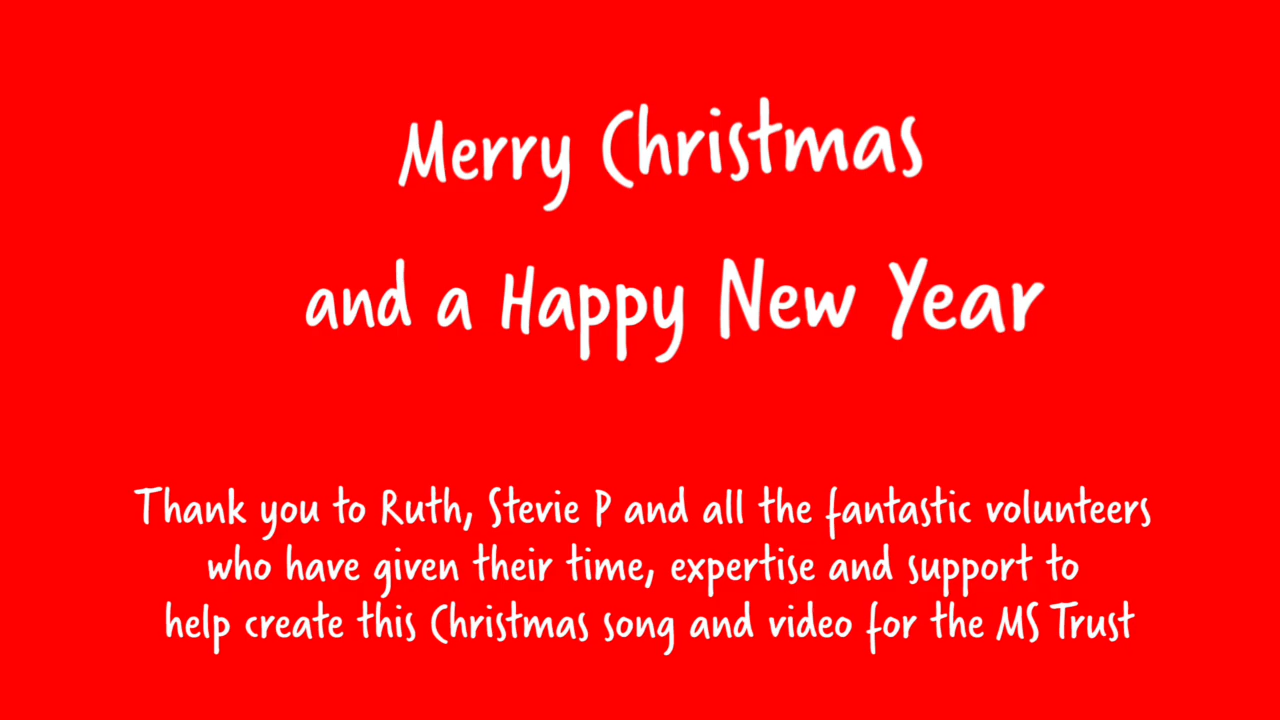 Merry Christmas
and a Happy New Year
Thank you to Ruth, Stevie P and all the fantastic volunteers
who have given their time, expertise and support to
help create this Christmas song and video for the MS Trust